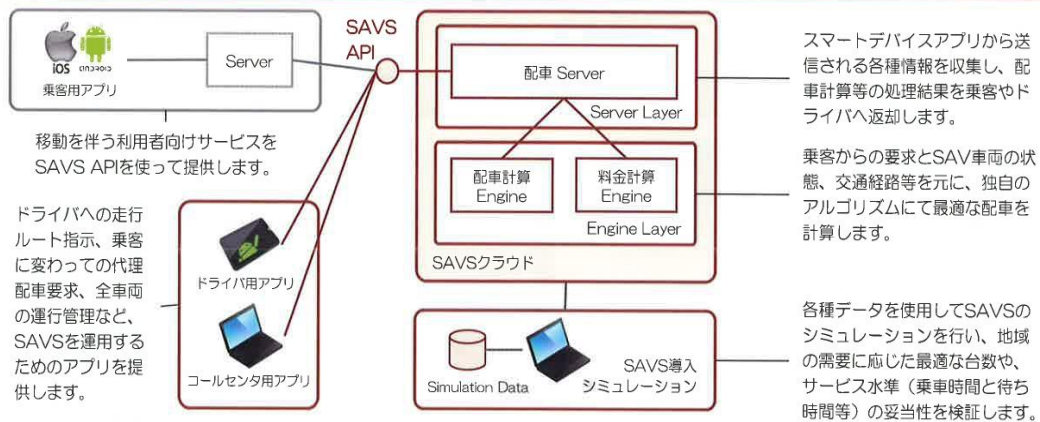 iOS
ANDROID
乗客用アプリ
Server
SAVS
API
移動を伴う利用者向けサービスを
SAVS APIを使って提供します。
ドライバへの走行
ルート指示、乗客
に変わっての代理
配車要求、全車両
の運行管理など、
SAVSを運用する
ためのアプリを提
供します。
ドライバ用アプリ
コールセンタ用アプリ
配車 Server
Server Layer
配車計算
Engine
料金計算
Engine
Engine Layer
SAVSクラウド
Simulation Data
SAVS導入
シミュレーション
スマートデバイスアプリから送
信される各種情報を収集し、配
車計算等の処理結果を乗客やド
ライバへ返却します。
乗客からの要求とSAV車両の状
態、交通経路等を元に、独自の
アルゴリズムにて最適な配車を
計算します。
各種データを使用してSAVSの
シミュレーションを行い、地域
の需要に応じた最適な台数や、
サービス水準（乗車時間と待ち
時間等）の妥当性を検証します。